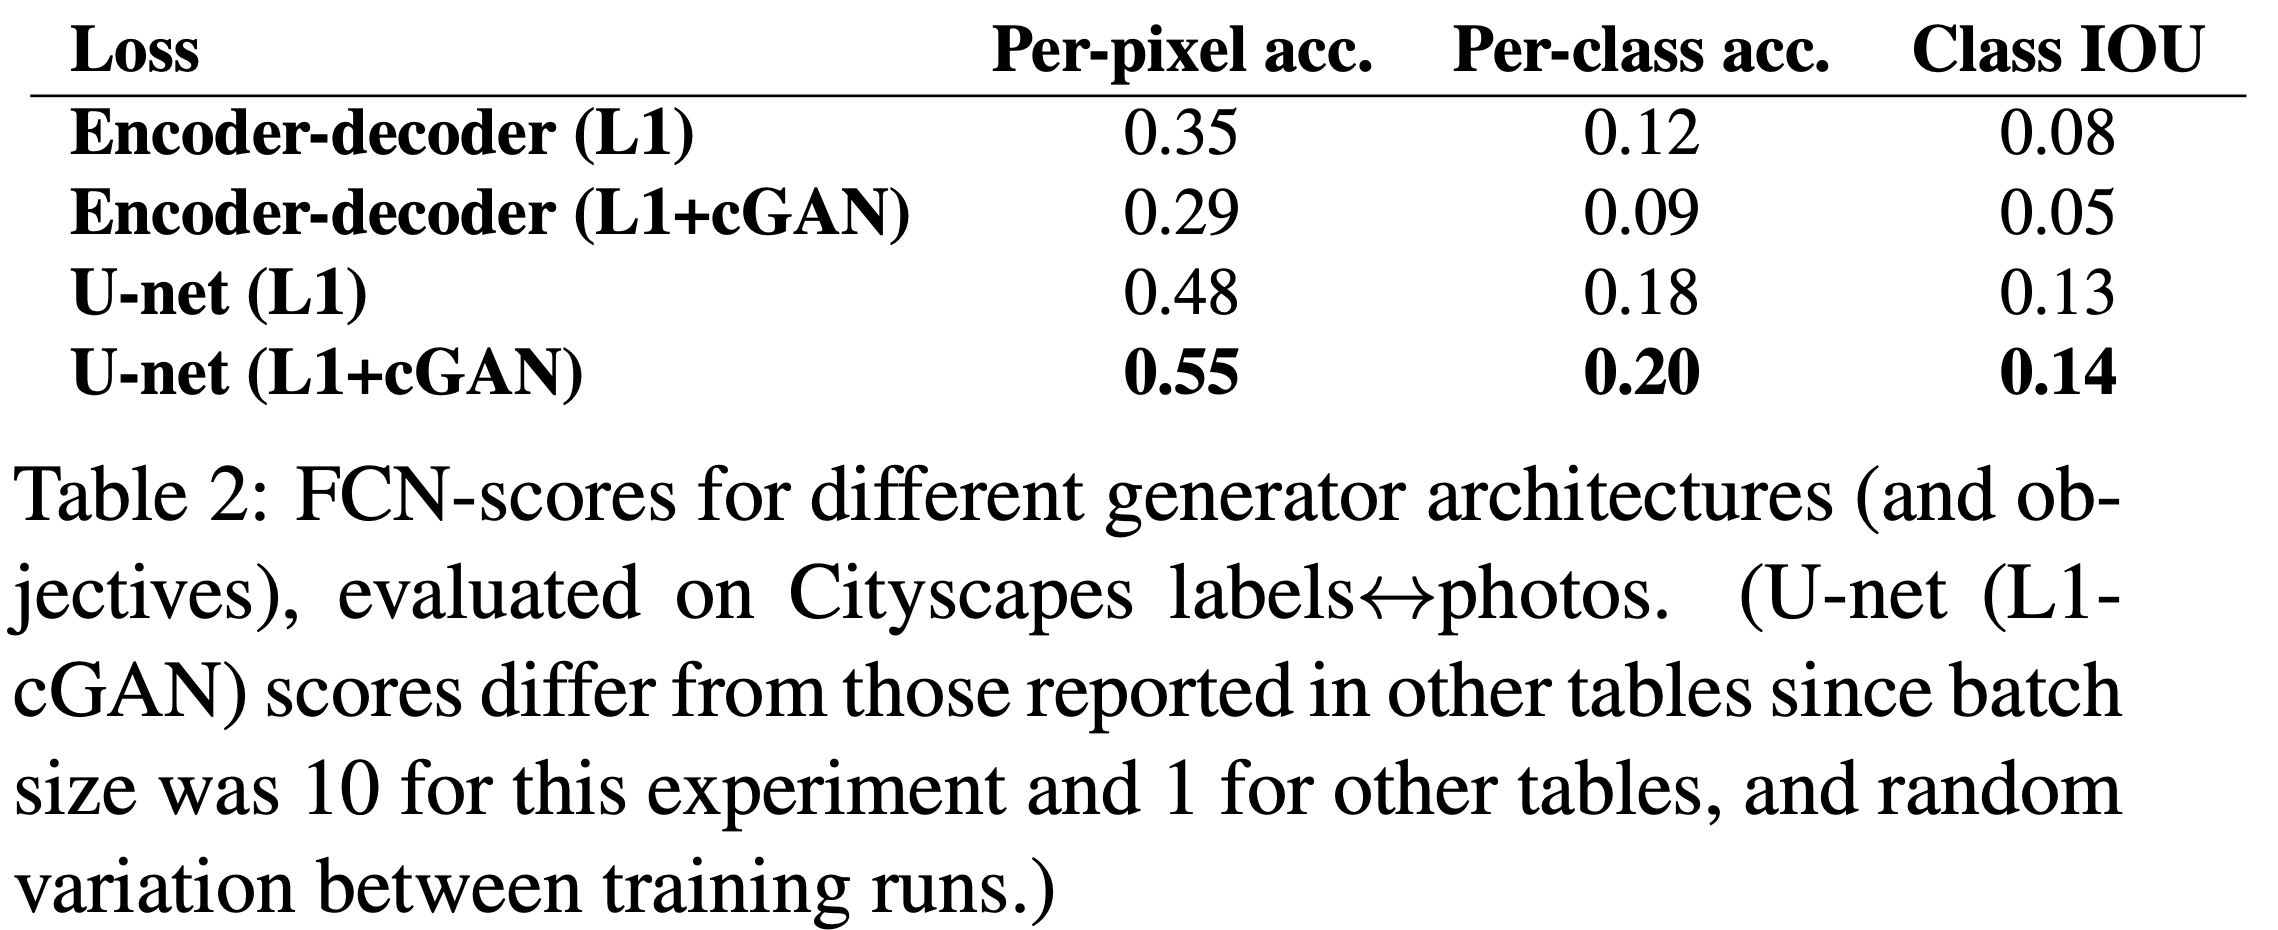 Loss Per-pixel acc. Per-class acc. Class IOU
Encoder-decoder (L1) 0.35 0.12 0.08
Encoder-decoder (L1+cGAN) 0.29 0.09 0.05
U-net (L1) 0.48 0.18 0.13
U-net (L1+cGAN) 0.55 0.20 0.14
Table 2: FCN-scores for different generator architectures (and ob-
jectives), evaluated on Cityscapes labels↔photos. (U-net (L1-
cGAN) scores differ from those reported in other tables since batch
size was 10 for this experiment and 1 for other tables, and random
variation between training runs.)